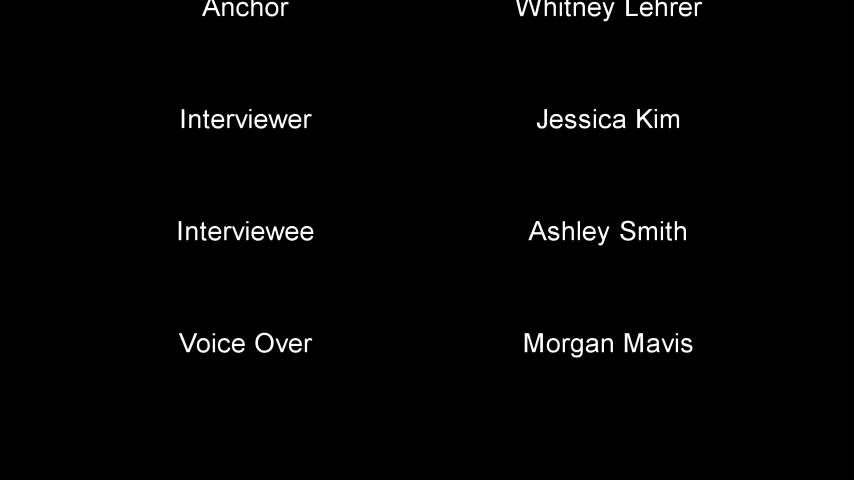 Anchor Whitney Lehrer
Interviewer Jessica Kim
Interviewee Ashley Smith
Voice Over Morgan Mavis